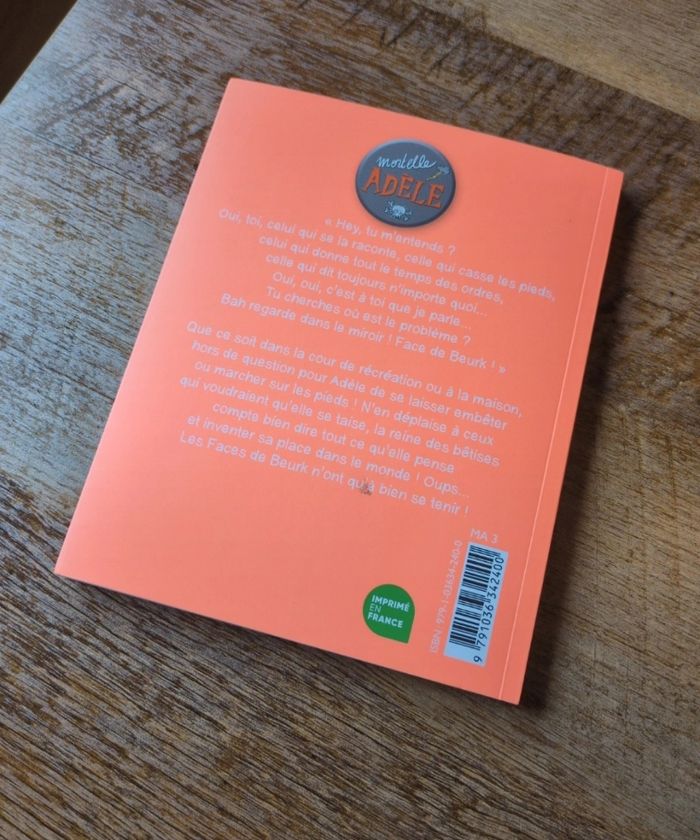 mortelle
ADÈLE
« Hey, tu m'entends ?
Oui, toi, celui qui se la raconte, celle qui casse les pieds,
celui qui donne tout le temps des ordres,
celle qui dit toujours n'importe quoi...
Oui, oui, c'est à toi que je parle...
Tu cherches où est le problème ?
Bah regarde dans le miroir ! Face de Beurk ! »
Que ce soit dans la cour de récréation ou à la maison,
hors de question pour Adèle de se laisser embêter
ou marcher sur les pieds ! N'en déplaise à ceux
qui voudraient qu'elle se taise, la reine des bêtises
compte bien dire tout ce qu'elle pense
et inventer sa place dans le monde ! Oups...
Les Faces de Beurk n'ont qu'à bien se tenir !
MA 3
ISBN : 979-1-03634-240-0
9 791036 342400
IMPRIMÉ
EN
FRANCE